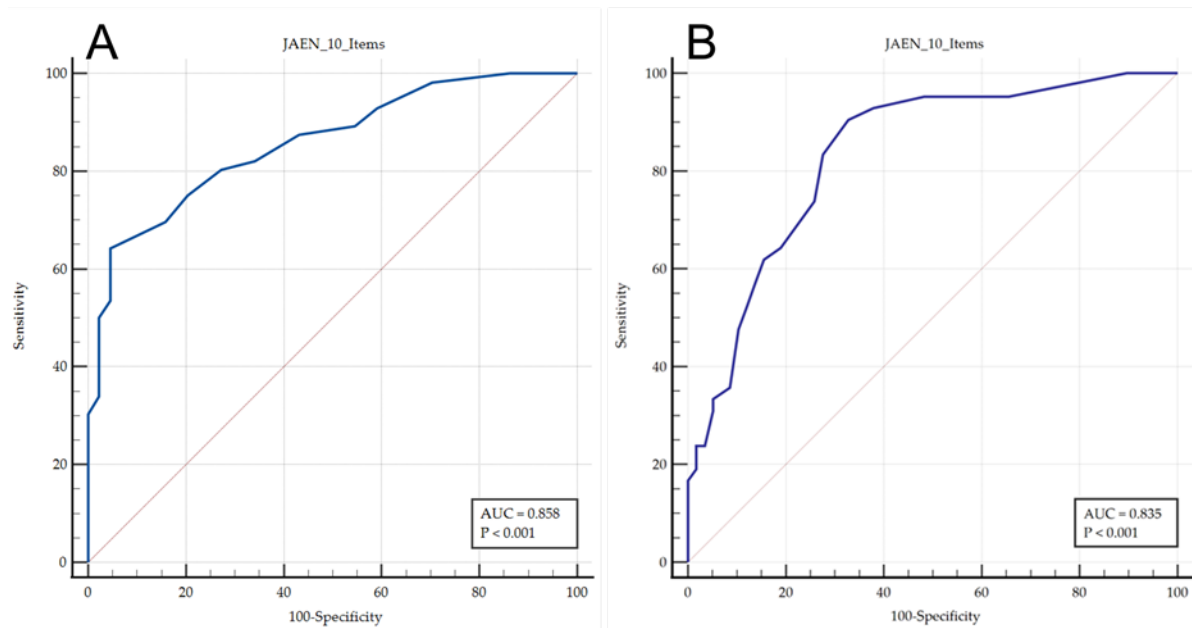 A
JAEN_10_Items
100
80
60
40
20
0
Sensitivity
AUC = 0.858
P < 0.001
0 20 40 60 80 100
100-Specificity
B
JAEN_10_Items
100
80
60
40
20
0
Sensitivity
AUC = 0.835
P < 0.001
0 20 40 60 80 100
100-Specificity